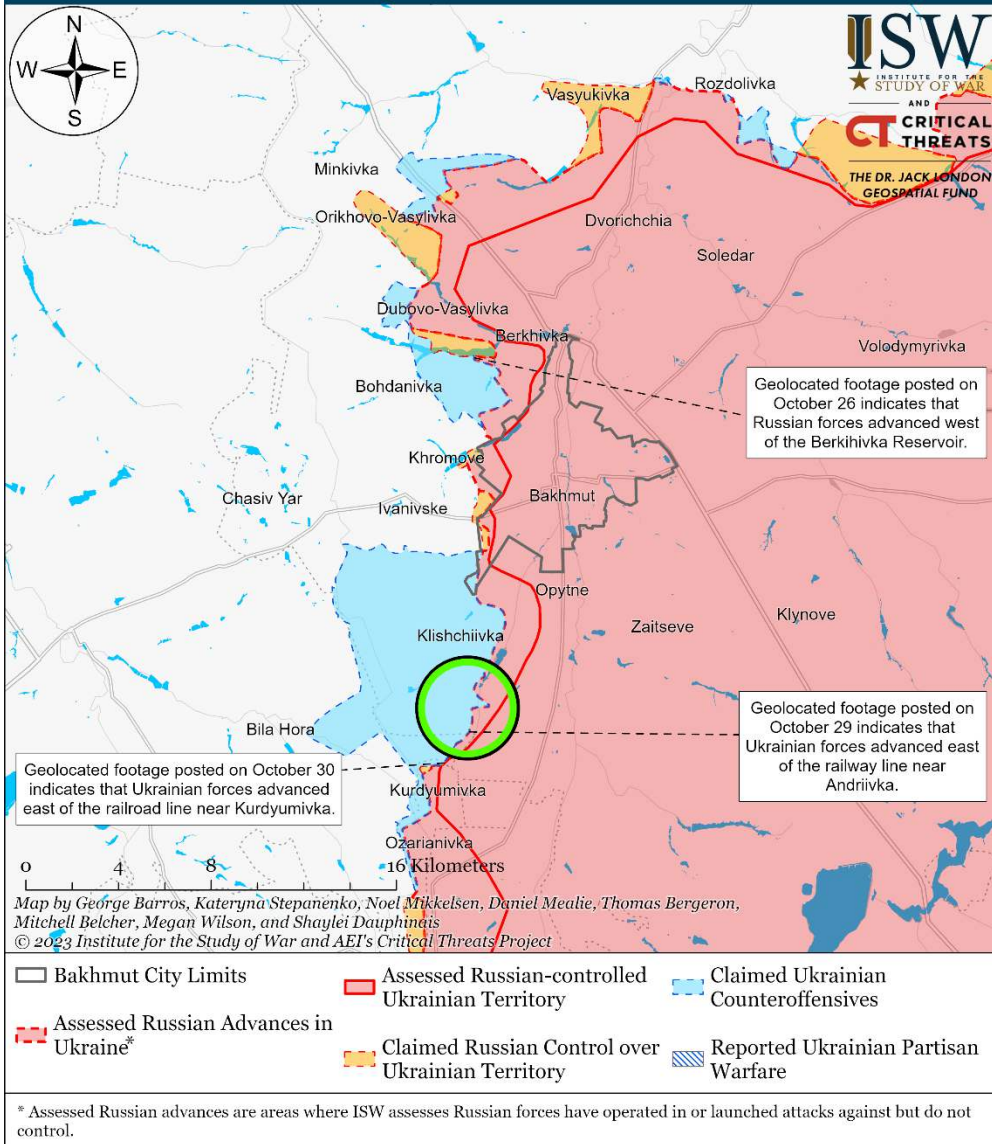 N
W E
S
ISW
INSTITUTE FOR THE
STUDY OF WAR
AND
CT CRITICAL
THREATS
THE DR. JACK LONDON
GEOSPATIAL FUND
Rozdolivka
Vasyukivka
Minkivka
Orikhovo-Vasylivka
Dvorichchia
Soledar
Dubovo-Vasylivka
Berkhivka
Volodymyrivka
Bohdanivka
Geolocated footage posted on
October 26 indicates that
Russian forces advanced west
of the Berkihivka Reservoir.
Khromove
Chasiv Yar
Ivanivske
Bakhmut
Opytne
Klishchiivka
Zaitseve
Klynove
Bila Hora
Geolocated footage posted on
October 29 indicates that
Ukrainian forces advanced east
of the railway line near
Andriivka.
Geolocated footage posted on October 30
indicates that Ukrainian forces advanced
east of the railroad line near Kurdyumivka.
Kurdyumivka
Ozarianivka
0 4 8 16 Kilometers
Map by George Barros, Kateryna Stepanenko, Noel Mikkelsen, Daniel Mealie, Thomas Bergeron,
Mitchell Belcher, Megan Wilson, and Shaylei Dauphinais
© 2023 Institute for the Study of War and AEI's Critical Threats Project
Bakhmut City Limits
Assessed Russian Advances in
Ukraine*
Assessed Russian-controlled
Ukrainian Territory
Claimed Russian Control over
Ukrainian Territory
Claimed Ukrainian
Counteroffensives
Reported Ukrainian Partisan
Warfare
* Assessed Russian advances are areas where ISW assesses Russian forces have operated in or launched attacks against but do not
control.